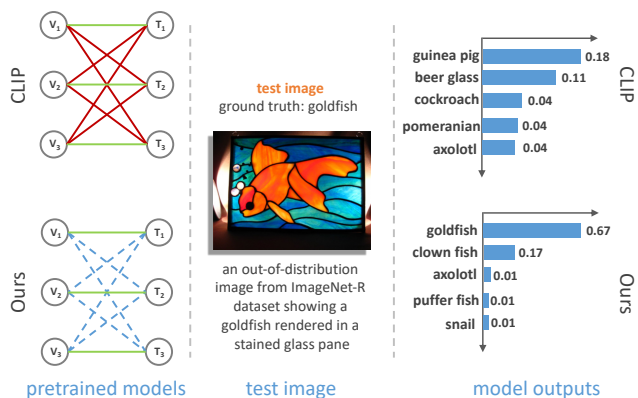 CLIP
V1
T1
V2
T2
V3
T3
Ours
V1
T1
V2
T2
V3
T3
pretrained models
test image
ground truth: goldfish
an out-of-distribution
image from ImageNet-R
dataset showing a
goldfish rendered in a
stained glass pane
test image
guinea pig 0.18
beer glass 0.11
cockroach 0.04
pomeranian 0.04
axolotl 0.04
CLIP
goldfish 0.67
clown fish 0.17
axolotl 0.01
puffer fish 0.01
snail 0.01
Ours
model outputs